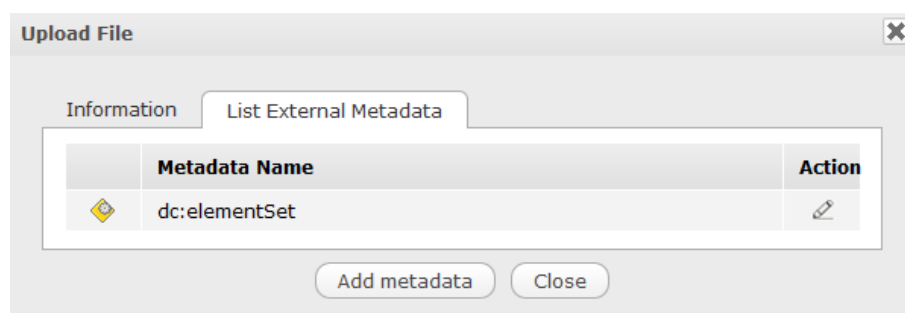 Upload File
Information List External Metadata
Metadata Name Action
dc:elementSet
Add metadata Close